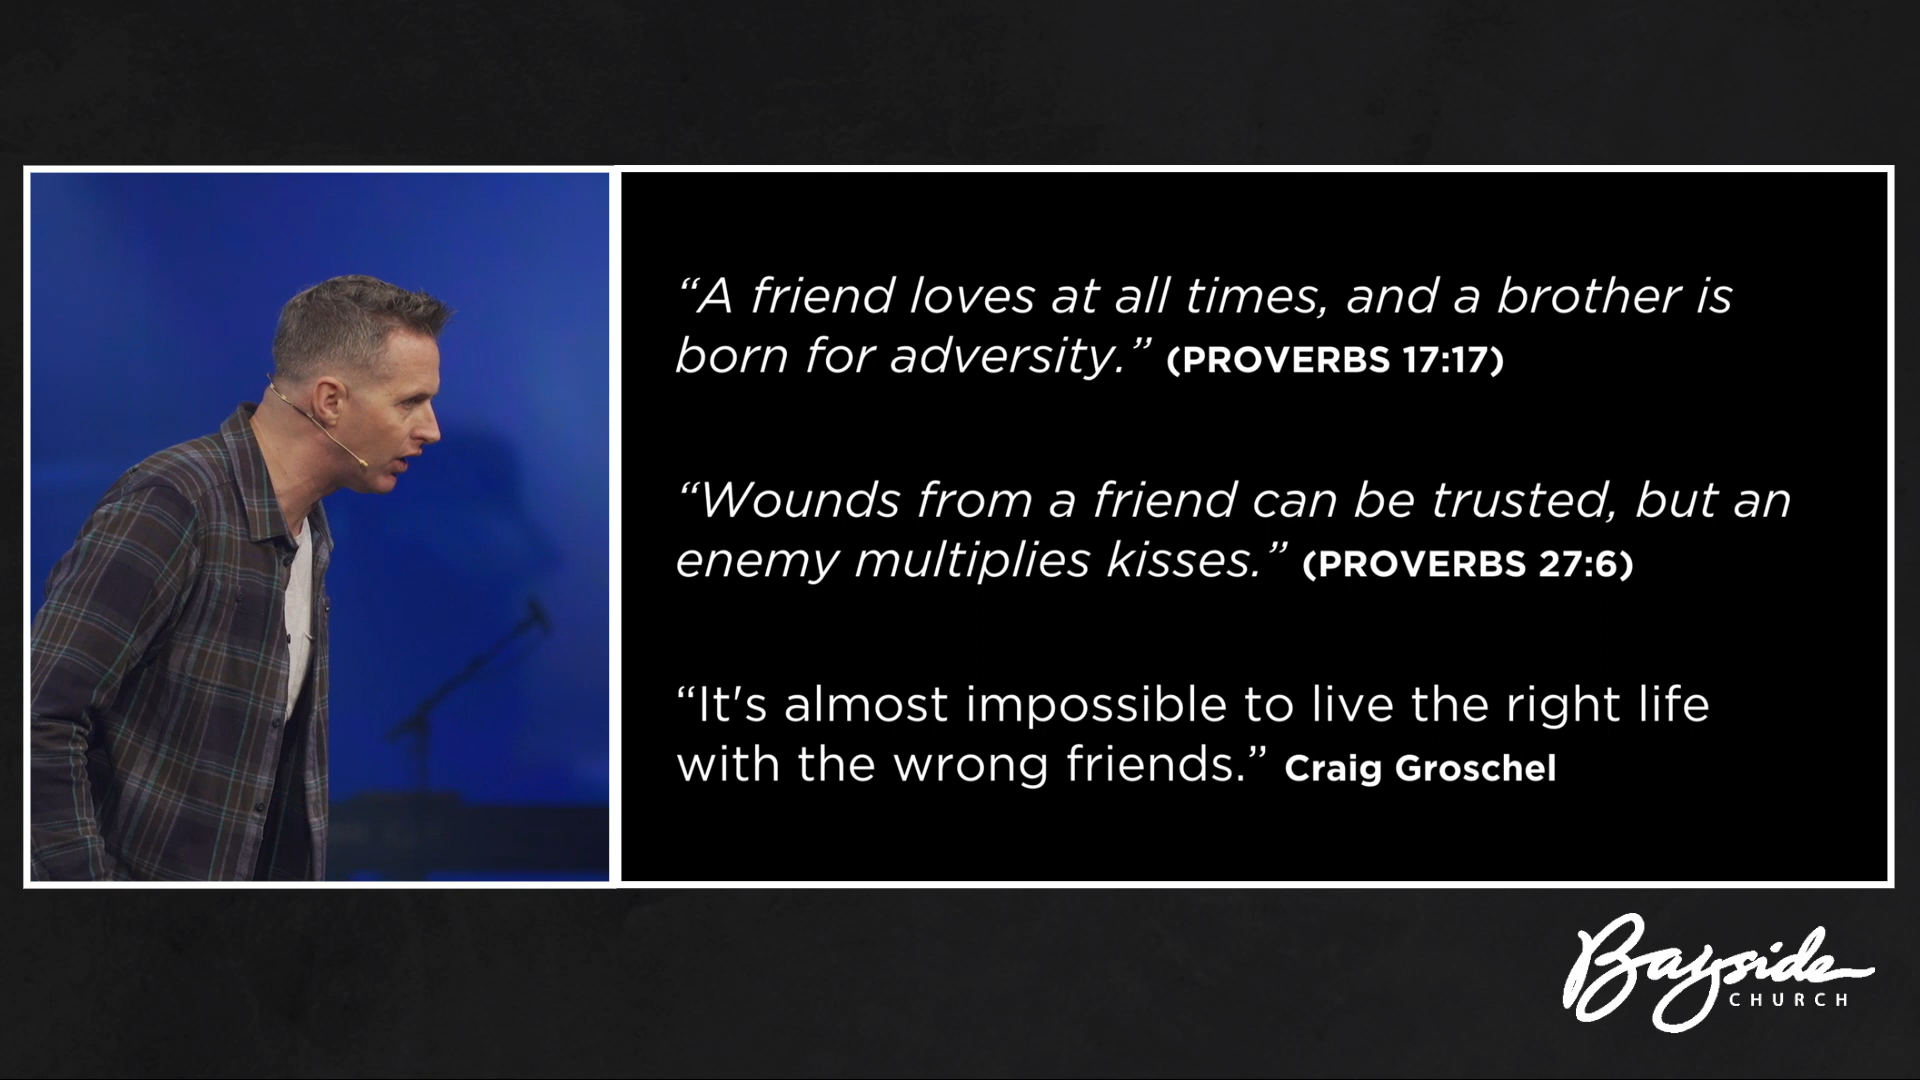 “A friend loves at all times, and a brother is
born for adversity.” (PROVERBS 17:17)
“Wounds from a friend can be trusted, but an
enemy multiplies kisses.” (PROVERBS 27:6)
“It's almost impossible to live the right life
with the wrong friends.” Craig Groschel
Bayside
CHURCH